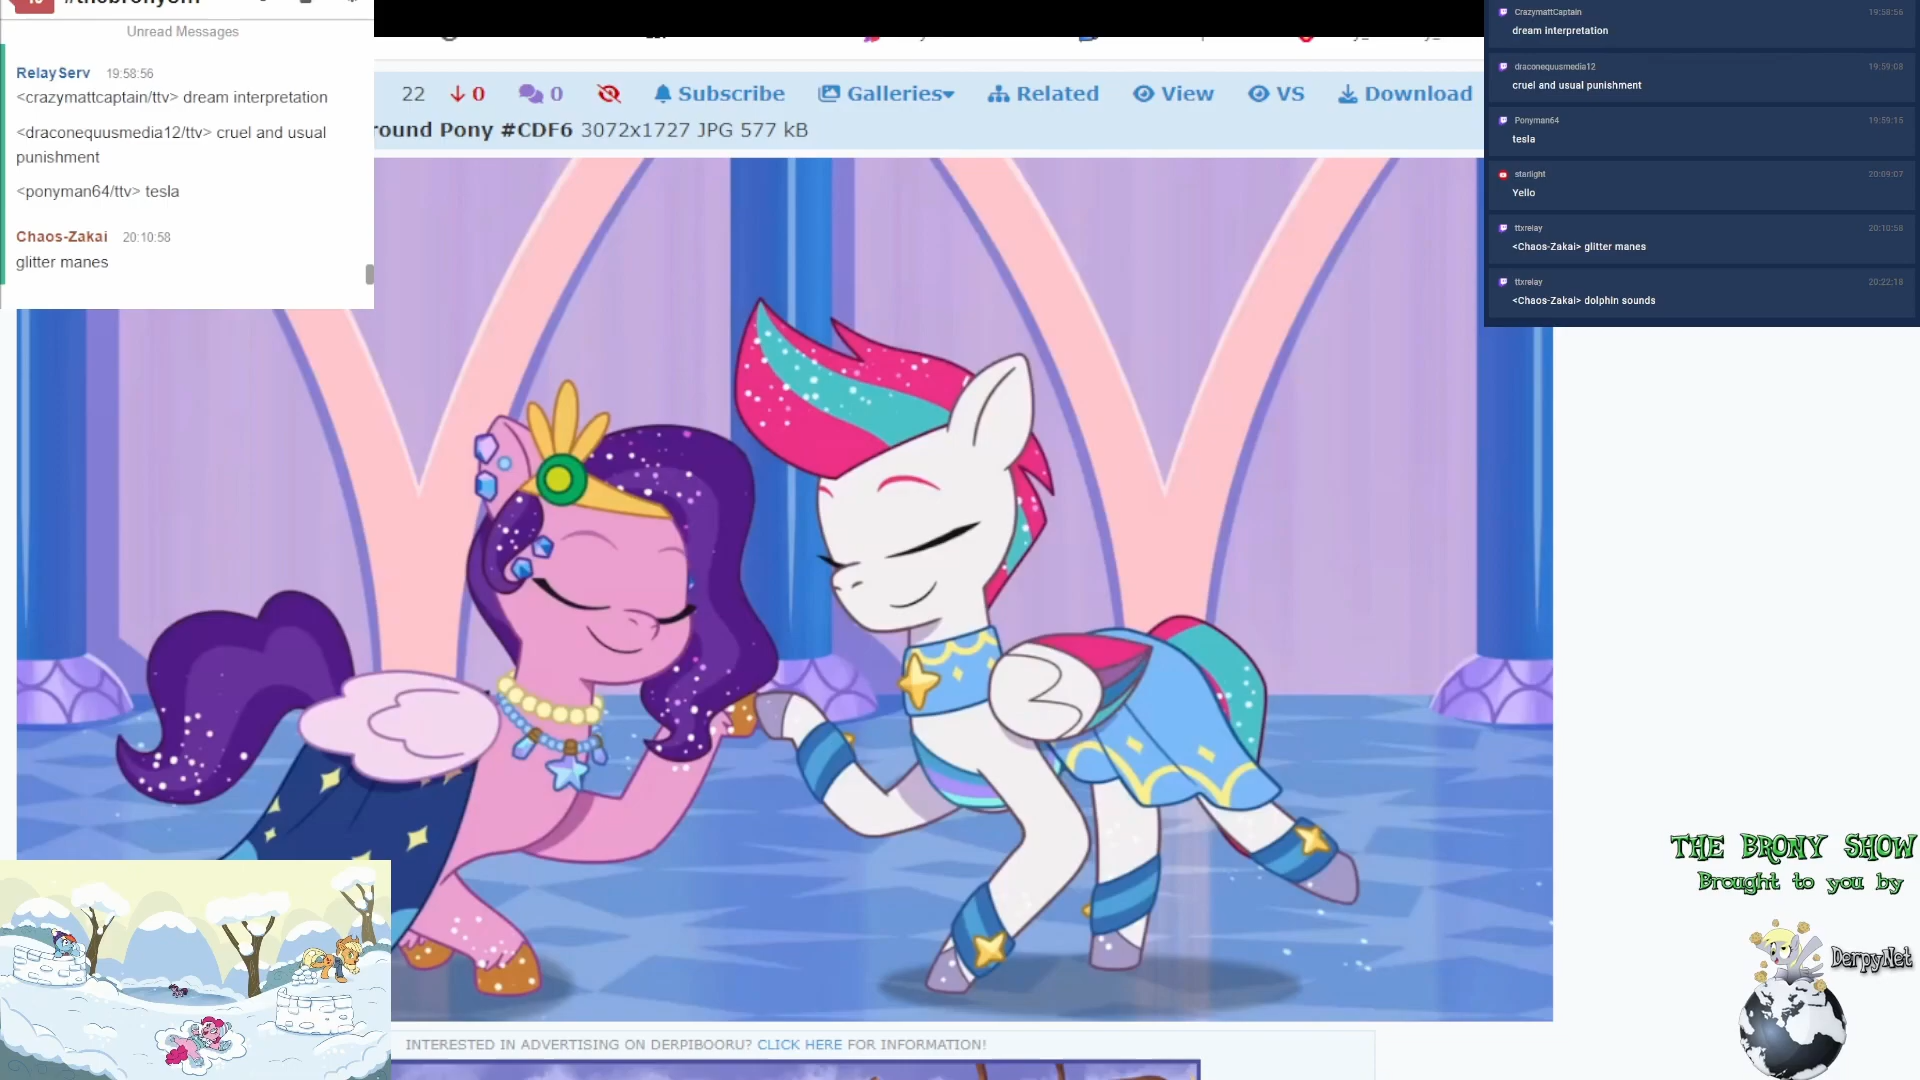 Unread Messages
RelayServ 19:58:56
<crazymattcaptain/ttv> dream interpretation
<draconequusmedia12/ttv> cruel and usual
punishment
<ponyman64/ttv> tesla
Chaos-Zakai 20:10:58
glitter manes
22 0 0 Subscribe Galleries Related View VS Download
round Pony #CDF6 3072x1727 JPG 577 kB
CrazymattCaptain 19:58:56
dream interpretation
draconequusmedia12 19:59:08
cruel and usual punishment
Ponyman64 19:59:15
tesla
starlight 20:09:07
Yello
ttxrelay 20:10:58
<Chaos-Zakai> glitter manes
ttxrelay 20:22:18
<Chaos-Zakai> dolphin sounds
THE BRONY SHOW
Brought to you by
DerpyNet
INTERESTED IN ADVERTISING ON DERPIBOORU? CLICK HERE FOR INFORMATION!